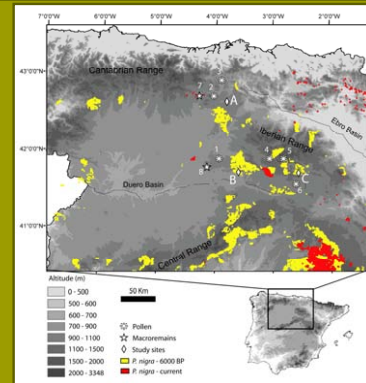 7°0'0"W 6°0'0"W 5°0'0"W 4°0'0"W 3°0'0"W 2°0'0"W
43°0'0"N
Cantabrian Range
A
Ebro Basin
Iberian Range
42°0'0"N
B
C
Duero Basin
41°0'0"N
Central Range
Altitude (m)
0 - 500
500 - 600
600 - 700
700 - 900
900 - 1100
1100 - 1500
1500 - 2000
2000 - 3348
50 Km
Pollen
Macroremains
Study sites
P. nigra - 6000 BP
P. nigra - current